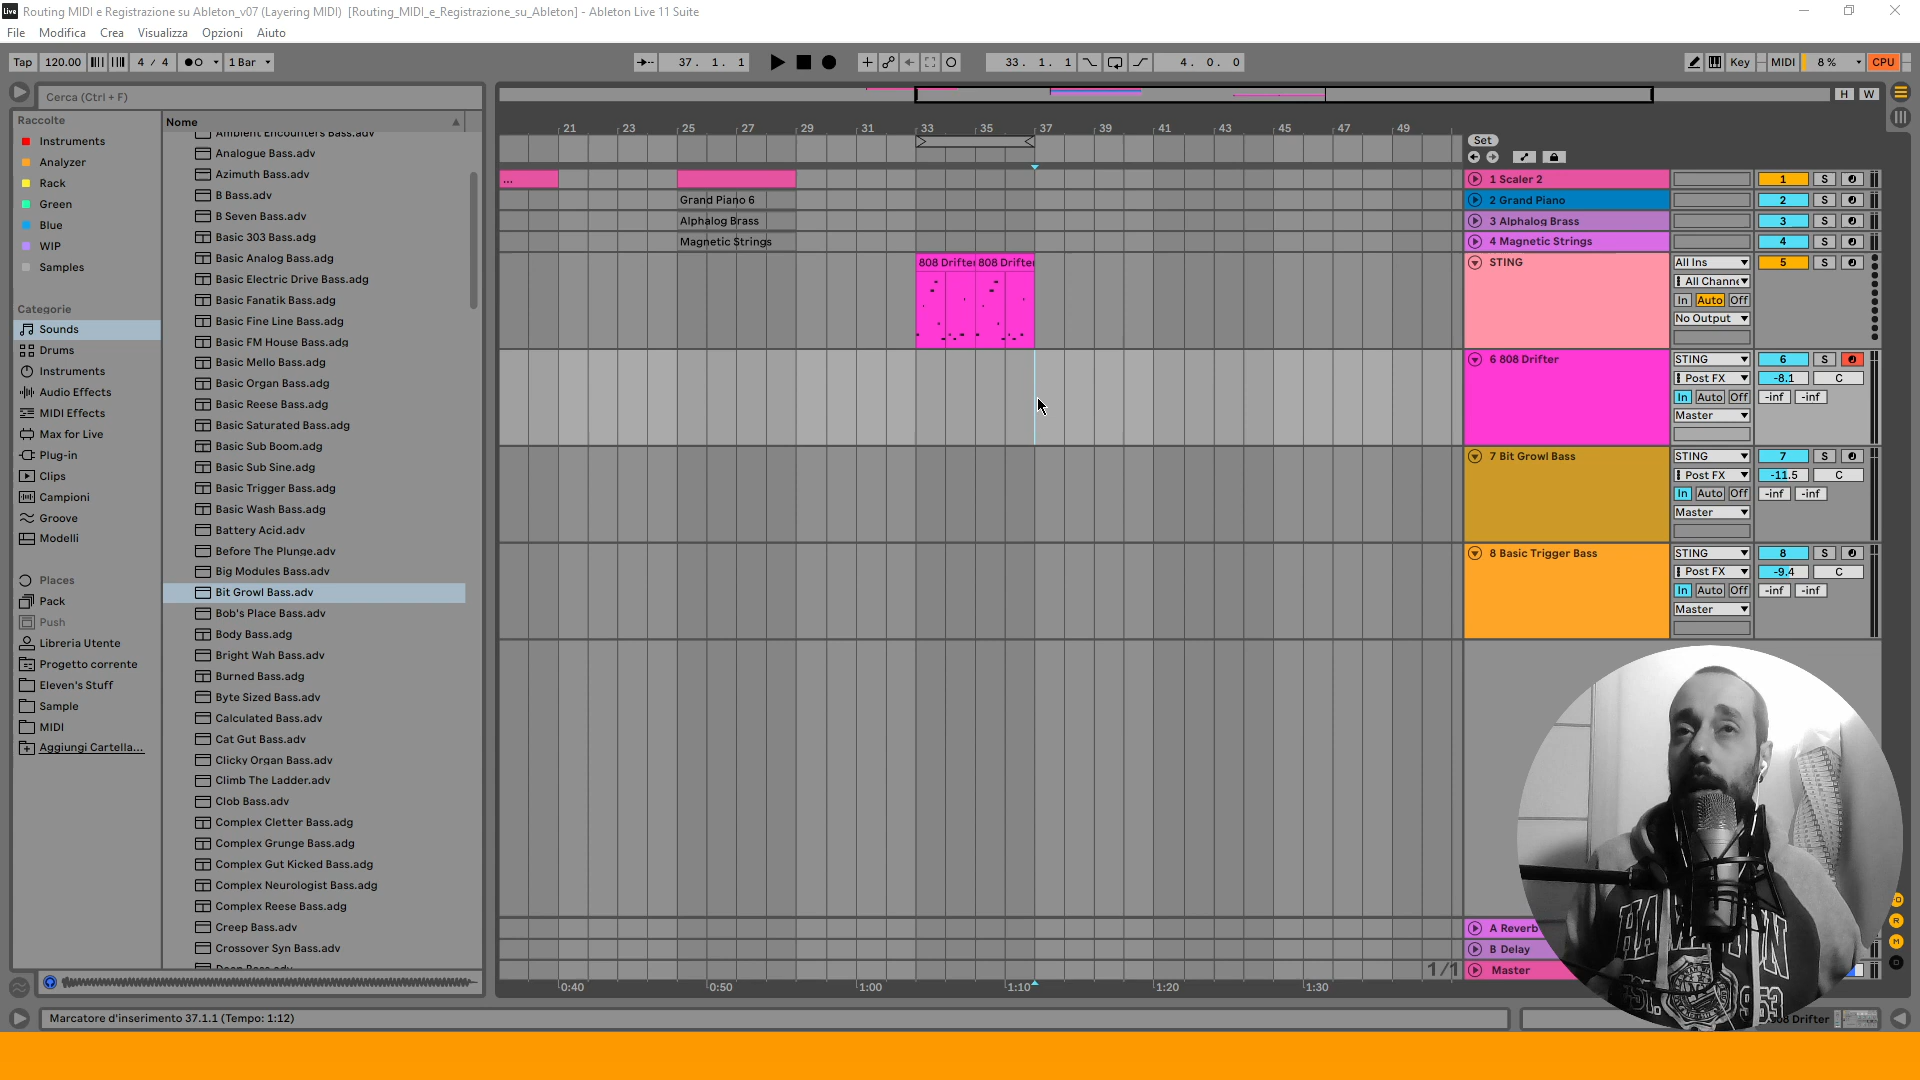 Live Routing MIDI e Registrazione su Ableton_v07 (Layering MIDI) [Routing_MIDI_e_Registrazione_su_Ableton] - Ableton Live 11 Suite
File Modifica Crea Visualizza Opzioni Aiuto
Tap 120.00 4 / 4 1 Bar 37. 1. 1 33. 1. 1 4. 0. 0 Key MIDI 8 % CPU
Cerca (Ctrl + F)
H W
Raccolte
Instruments
Analyzer
Rack
Green
Blue
WIP
Samples
Categorie
Sounds
Drums
Instruments
Audio Effects
MIDI Effects
Max for Live
Plug-in
Clips
Campioni
Groove
Modelli
Places
Pack
Push
Libreria Utente
Progetto corrente
Eleven's Stuff
Sample
MIDI
Aggiungi Cartella...
Nome
Ambient Encounters Bass.adv
Analogue Bass.adv
Azimuth Bass.adv
B Bass.adv
B Seven Bass.adv
Basic 303 Bass.adg
Basic Analog Bass.adg
Basic Electric Drive Bass.adg
Basic Fanatik Bass.adg
Basic Fine Line Bass.adg
Basic FM House Bass.adg
Basic Mello Bass.adg
Basic Organ Bass.adg
Basic Reese Bass.adg
Basic Saturated Bass.adg
Basic Sub Boom.adg
Basic Sub Sine.adg
Basic Trigger Bass.adg
Basic Wash Bass.adg
Battery Acid.adv
Before The Plunge.adv
Big Modules Bass.adv
Bit Growl Bass.adv
Bob's Place Bass.adv
Body Bass.adg
Bright Wah Bass.adv
Burned Bass.adg
Byte Sized Bass.adv
Calculated Bass.adv
Cat Gut Bass.adv
Clicky Organ Bass.adv
Climb The Ladder.adv
Clob Bass.adv
Complex Cletter Bass.adg
Complex Grunge Bass.adg
Complex Gut Kicked Bass.adg
Complex Neurologist Bass.adg
Complex Reese Bass.adg
Creep Bass.adv
Crossover Syn Bass.adv
21 23 25 27 29 31 33 35 37 39 41 43 45 47 49
Set
...
Grand Piano 6
Alphalog Brass
Magnetic Strings
808 Drifter 808 Drifter
1 Scaler 2 1 S
2 Grand Piano 2 S
3 Alphalog Brass 3 S
4 Magnetic Strings 4 S
STING All Ins 5 S
All Channe
In Auto Off
No Output
6 808 Drifter STING 6 S
Post FX -8.1 C
In Auto Off -inf -inf
Master
7 Bit Growl Bass STING 7 S
Post FX -11.5 C
In Auto Off -inf -inf
Master
8 Basic Trigger Bass STING 8 S
Post FX -9.4 C
In Auto Off -inf -inf
Master
A Reverb
B Delay
1/1 Master
R
M
D
0:40 0:50 1:00 1:10 1:20 1:30
Marcatore d'inserimento 37.1.1 (Tempo: 1:12)
Drifter